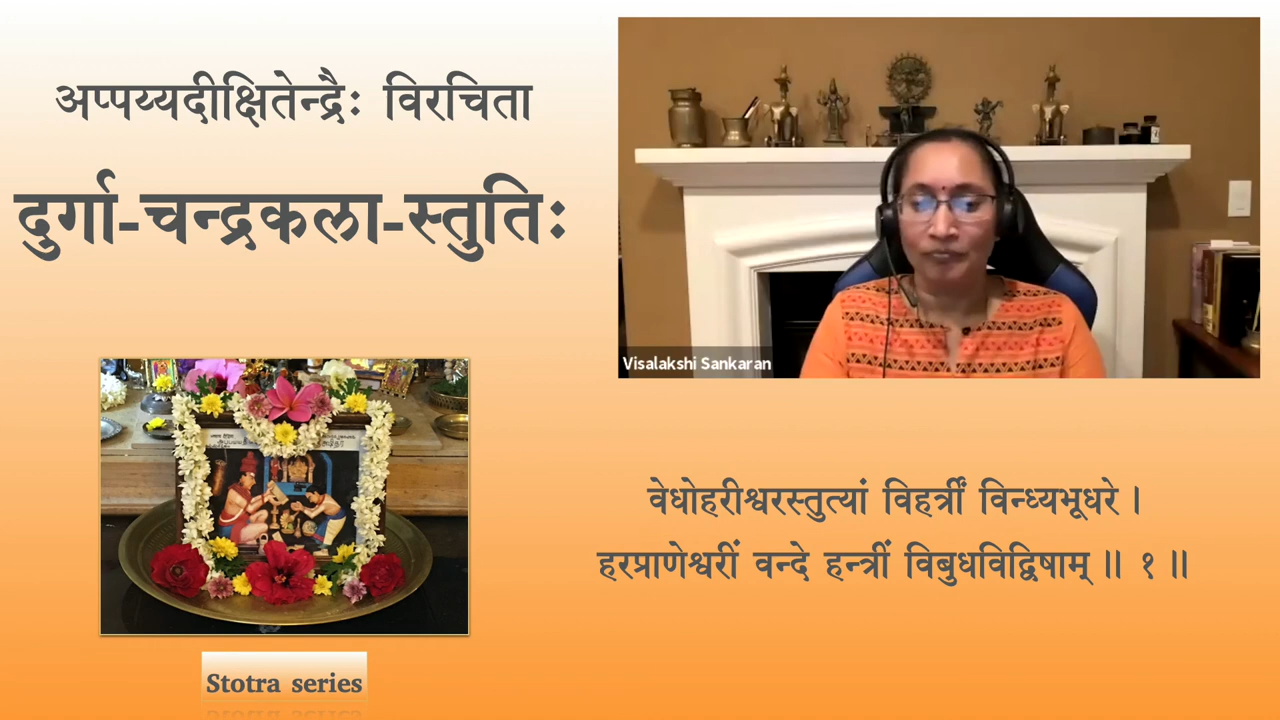 अप्पय्यदीक्षितेन्द्रैः विरचिता
दुर्गा-चन्द्रकला-स्तुतिः
Visalakshi Sankaran
वेधोहरीश्वरस्तुत्यां विहर्त्रीं विन्ध्यभूधरे ।
हरप्राणेश्वरीं वन्दे हन्त्रीं विबुधविद्विषाम् ॥ १ ॥
Stotra series